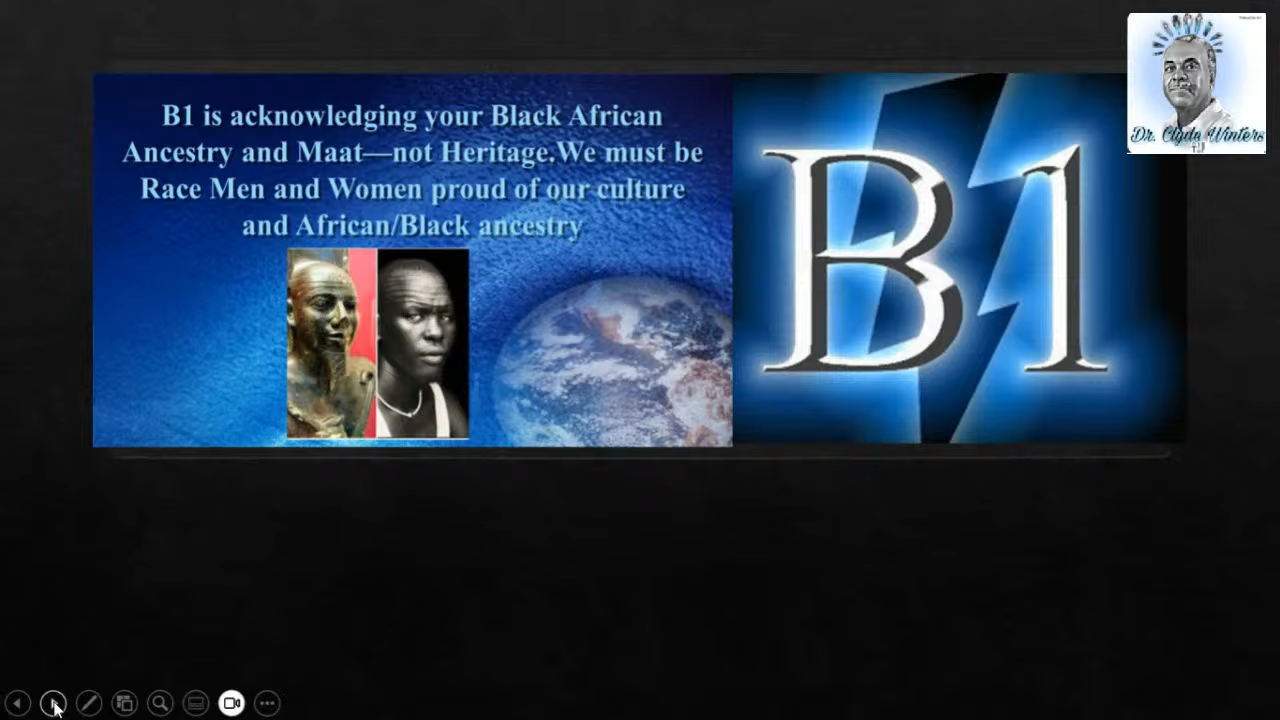 B1 is acknowledging your Black African
Ancestry and Maat—not Heritage.We must be
Race Men and Women proud of our culture
and African/Black ancestry
B1
Dr. Clyde Winters